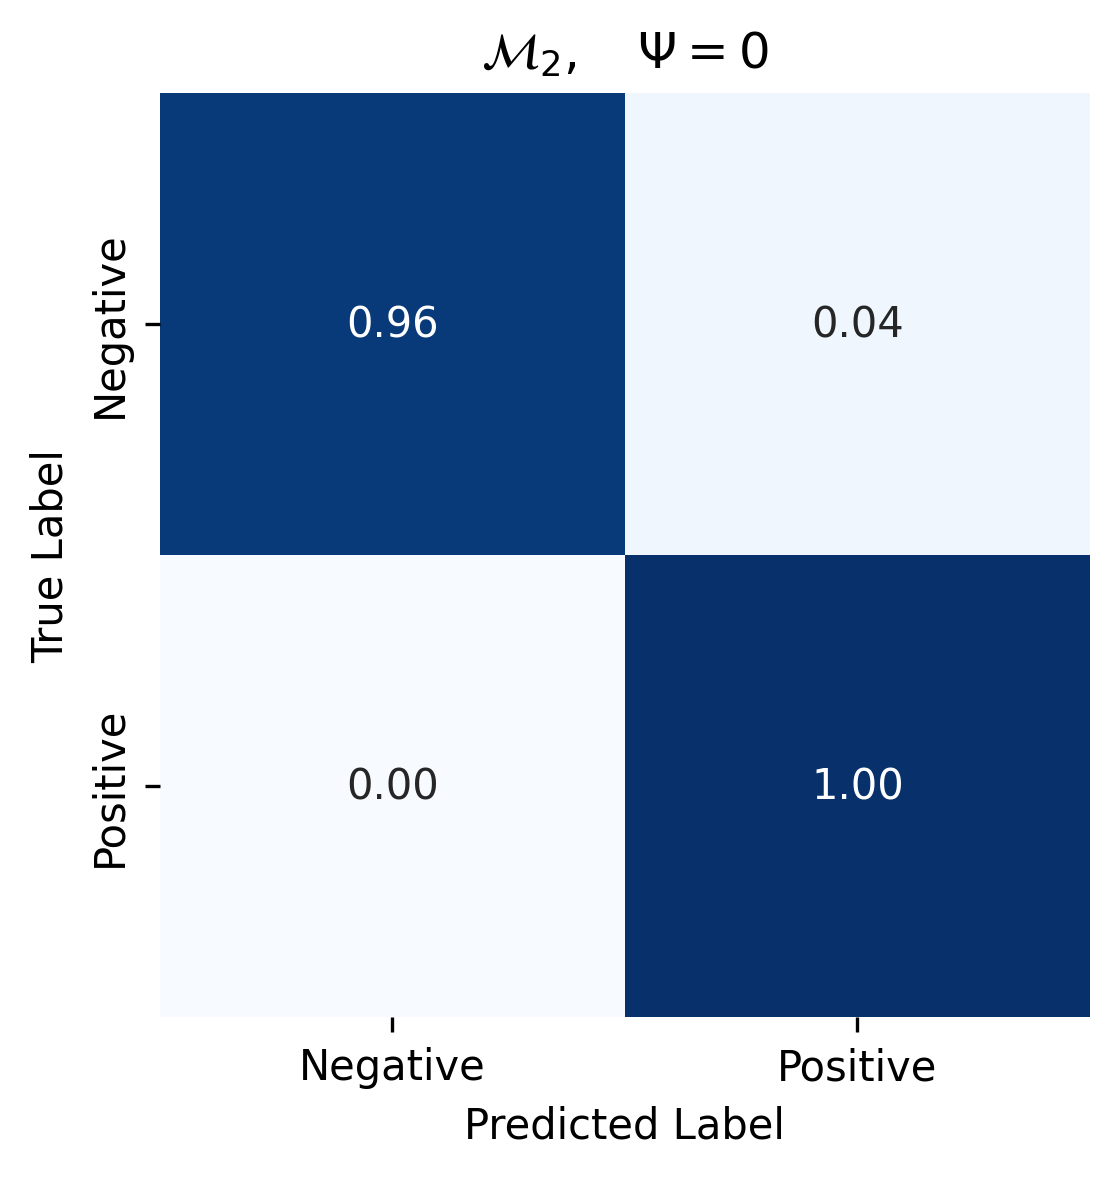 ℳ₂,   Ψ = 0
True Label
Negative
0.96 0.04
Positive
0.00 1.00
Negative Positive
Predicted Label